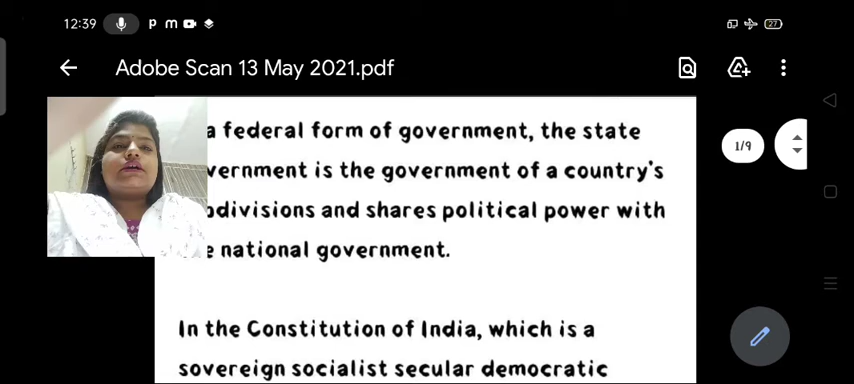 12:39
27
Adobe Scan 13 May 2021.pdf
a federal form of government, the state
vernment is the government of a country's
bdivisions and shares political power with
e national government.
1/9
In the Constitution of India, which is a
sovereign socialist secular democratic